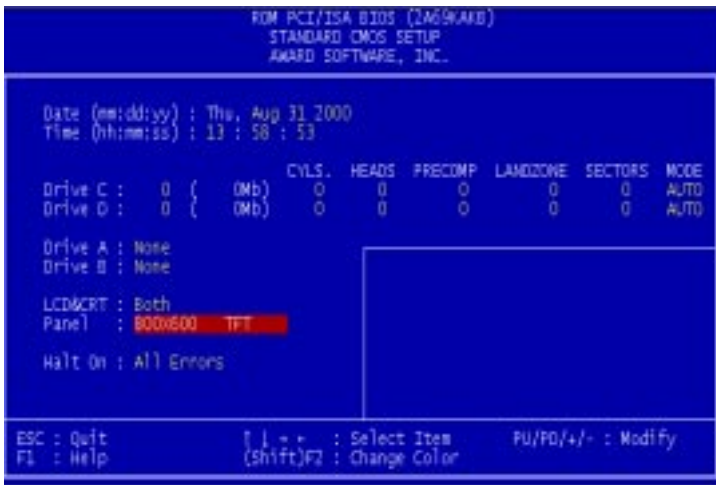 ROM PCI/ISA BIOS (2A69KAKB)
STANDARD CMOS SETUP
AWARD SOFTWARE, INC.
Date (mm:dd:yy) : Thu, Aug 31 2000
Time (hh:mm:ss) : 13 : 58 : 53
CYLS. HEADS PRECOMP LANDZONE SECTORS MODE
Drive C : 0 ( 0Mb) 0 0 0 0 0 AUTO
Drive D : 0 ( 0Mb) 0 0 0 0 0 AUTO
Drive A : None
Drive B : None
LCD&CRT : Both
Panel : 800X600 TFT
Halt On : All Errors
ESC : Quit ↑ ↓ → ← : Select Item PU/PD/+/- : Modify
F1 : Help (Shift)F2 : Change Color